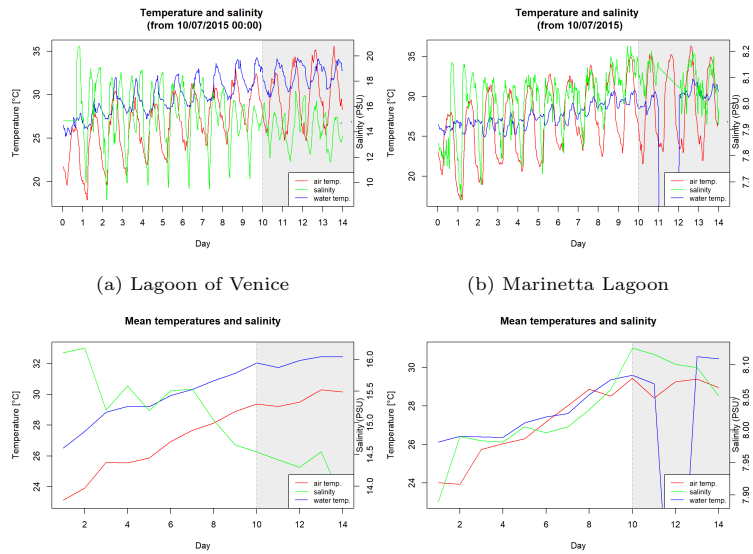 Temperature and salinity
(from 10/07/2015 00:00)
Temperature [°C]
35
30
25
20
20
18
16
14
12
10
Salinity (PSU)
air temp.
salinity
water temp.
0 1 2 3 4 5 6 7 8 9 10 11 12 13 14
Day
(a) Lagoon of Venice
Temperature and salinity
(from 10/07/2015)
Temperature [°C]
35
30
25
20
8.2
8.1
8.0
7.9
7.8
7.7
Salinity (PSU)
air temp.
salinity
water temp.
0 1 2 3 4 5 6 7 8 9 10 11 12 13 14
Day
(b) Marinetta Lagoon
Mean temperatures and salinity
Temperature [°C]
32
30
28
26
24
16.0
15.5
15.0
14.5
14.0
Salinity (PSU)
air temp.
salinity
water temp.
2 4 6 8 10 12 14
Day
Mean temperatures and salinity
Temperature [°C]
30
28
26
24
8.10
8.05
8.00
7.95
7.90
Salinity (PSU)
air temp.
salinity
water temp.
2 4 6 8 10 12 14
Day